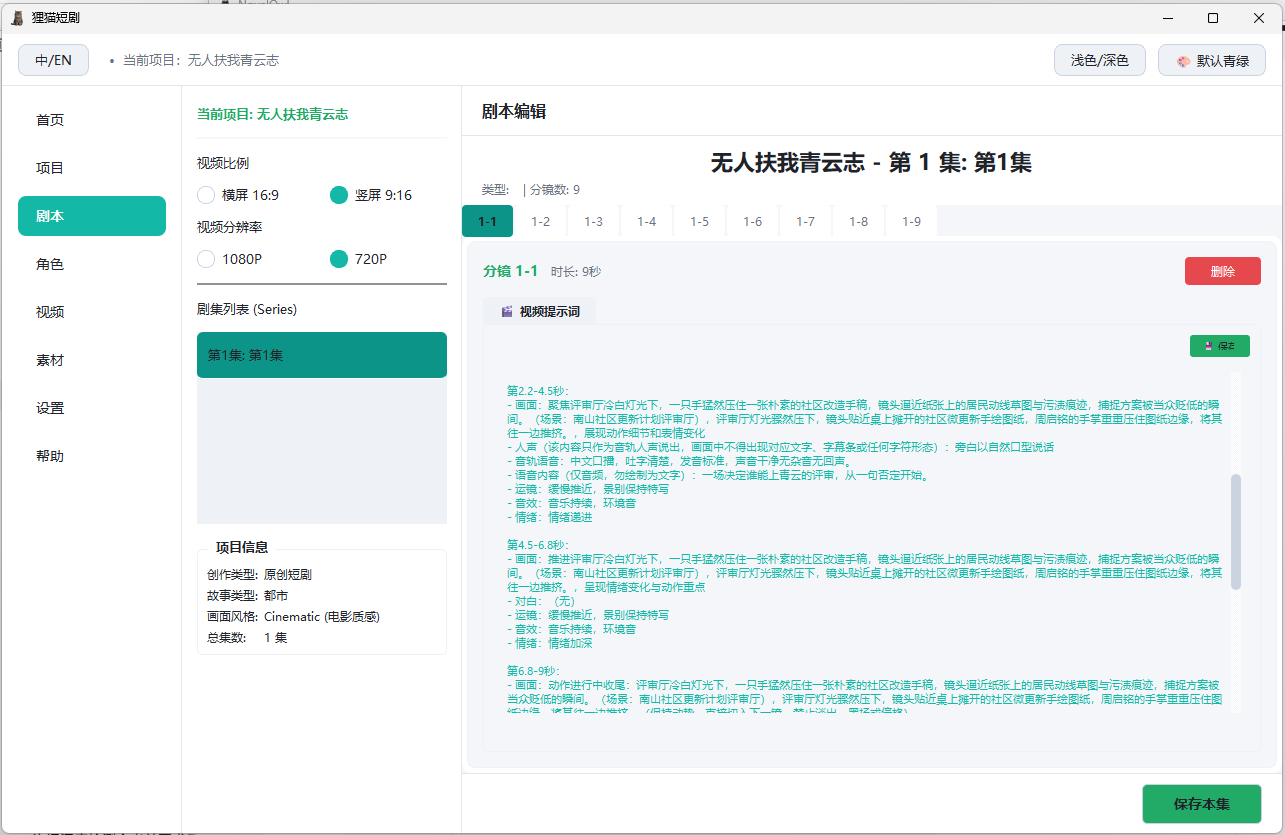 狸猫短剧
中/EN
• 当前项目: 无人扶我青云志
浅色/深色
默认青绿
首页
项目
剧本
角色
视频
素材
设置
帮助
当前项目: 无人扶我青云志
视频比例
横屏 16:9
竖屏 9:16
视频分辨率
1080P
720P
剧集列表 (Series)
第1集: 第1集
项目信息
创作类型: 原创短剧
故事类型: 都市
画面风格: Cinematic (电影质感)
总集数: 1 集
剧本编辑
无人扶我青云志 - 第 1 集: 第1集
类型: | 分镜数: 9
1-1
1-2
1-3
1-4
1-5
1-6
1-7
1-8
1-9
分镜 1-1 时长: 9秒
删除
视频提示词
保存
第2.2-4.5秒:
- 画面: 聚焦评审厅冷白灯光下，一只手猛然压住一张朴素的社区改造手稿，镜头逼近纸张上的居民动线草图与污渍痕迹，捕捉方案被当众贬低的瞬
间。（场景: 南山社区更新计划评审厅），评审厅灯光骤然压下，镜头贴近桌上摊开的社区微更新手绘图纸，周启铭的手掌重重压住图纸边缘，将其
往一边推挤。，展现动作细节和表情变化
- 人声（该内容只作为音轨人声说出，画面中不得出现对应文字、字幕条或任何字符形态）: 旁白以自然口型说话
- 音轨语音: 中文口播，吐字清楚，发音标准，声音干净无杂音无回声。
- 语音内容（仅音频，勿绘制为文字）: 一场决定谁能上青云的评审，从一句否定开始。
- 运镜: 缓慢推近，景别保持特写
- 音效: 音乐持续，环境音
- 情绪: 情绪递进
第4.5-6.8秒:
- 画面: 推进评审厅冷白灯光下，一只手猛然压住一张朴素的社区改造手稿，镜头逼近纸张上的居民动线草图与污渍痕迹，捕捉方案被当众贬低的瞬
间。（场景: 南山社区更新计划评审厅），评审厅灯光骤然压下，镜头贴近桌上摊开的社区微更新手绘图纸，周启铭的手掌重重压住图纸边缘，将其
往一边推挤。，呈现情绪变化与动作重点
- 对白: （无）
- 运镜: 缓慢推近，景别保持特写
- 音效: 音乐持续，环境音
- 情绪: 情绪加深
第6.8-9秒:
- 画面: 动作进行中收尾: 评审厅冷白灯光下，一只手猛然压住一张朴素的社区改造手稿，镜头逼近纸张上的居民动线草图与污渍痕迹，捕捉方案被
当众贬低的瞬间。（场景: 南山社区更新计划评审厅），评审厅灯光骤然压下，镜头贴近桌上摊开的社区微更新手绘图纸，周启铭的手掌重重压住图
保存本集